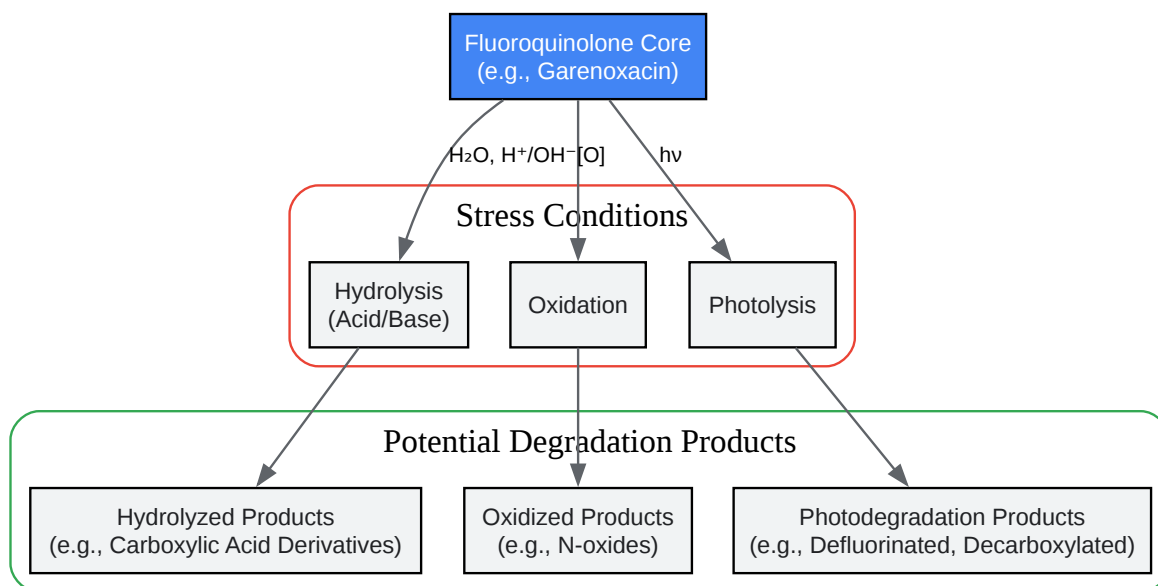 Fluoroquinolone Core
(e.g., Garenoxacin)
H₂O, H⁺/OH⁻
[O]
hν
Stress Conditions
Hydrolysis
(Acid/Base)
Oxidation
Photolysis
Potential Degradation Products
Hydrolyzed Products
(e.g., Carboxylic Acid Derivatives)
Oxidized Products
(e.g., N-oxides)
Photodegradation Products
(e.g., Defluorinated, Decarboxylated)